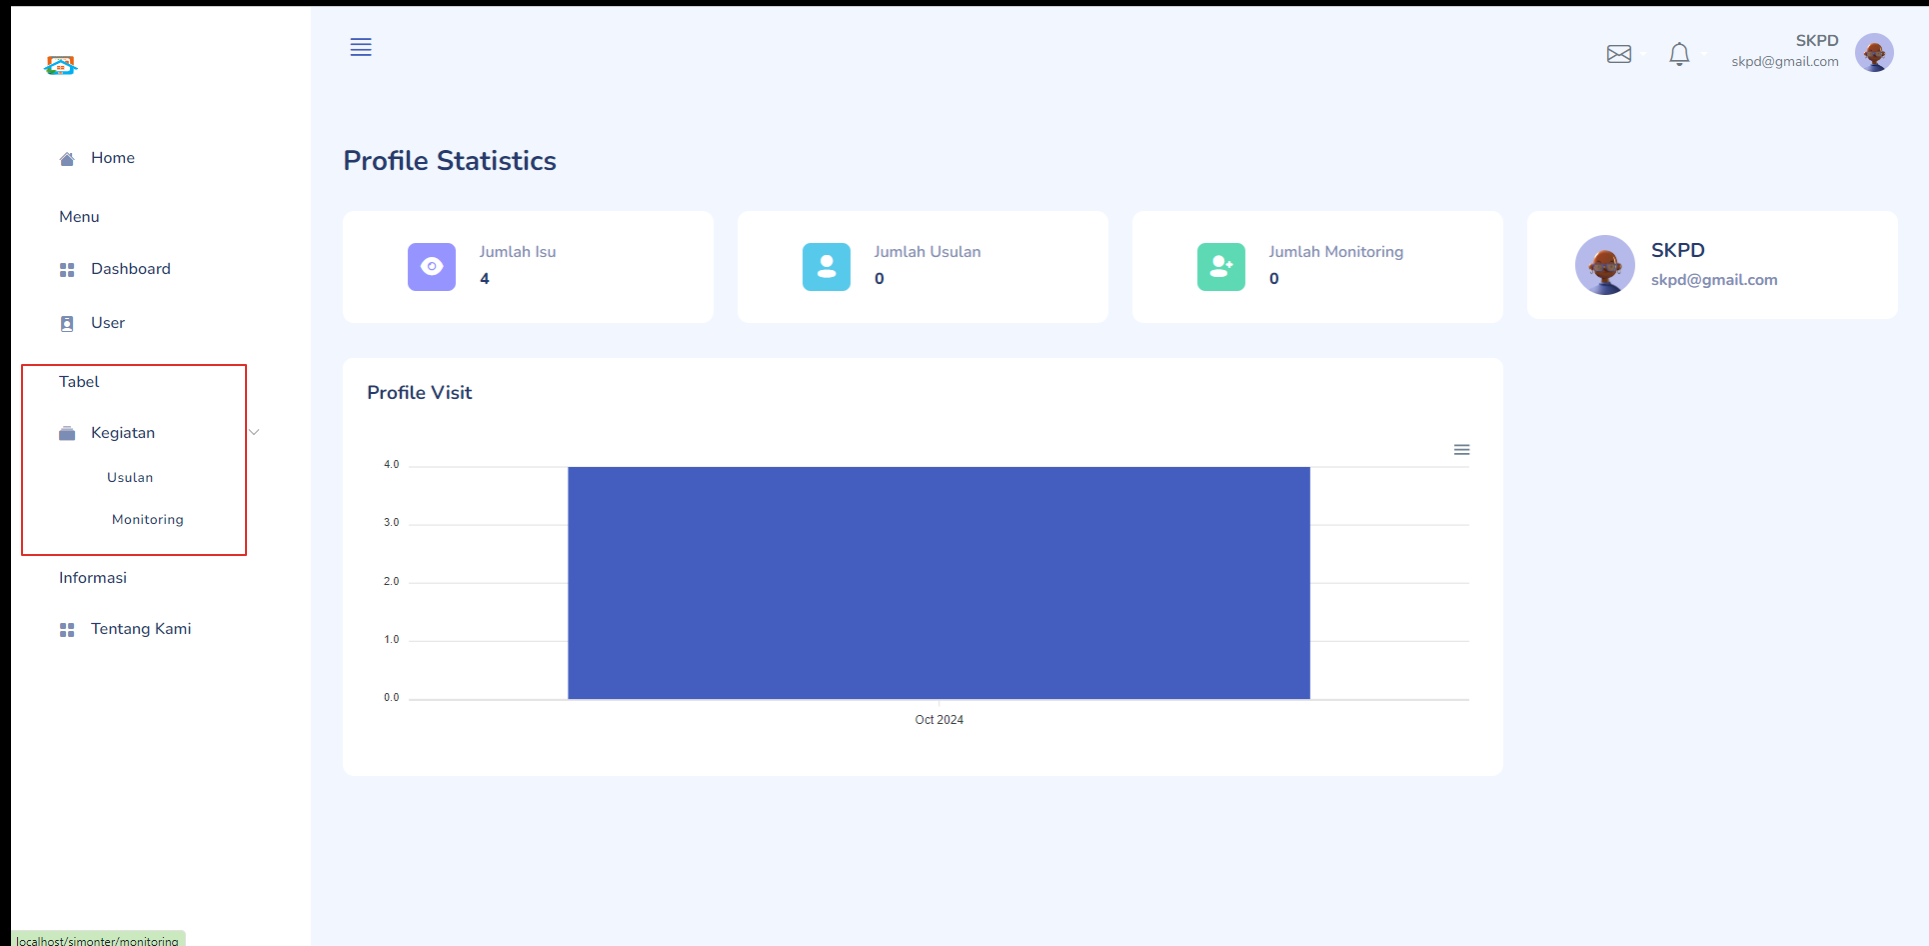 SKPD
skpd@gmail.com
Home
Menu
Dashboard
User
Tabel
Kegiatan
Usulan
Monitoring
Informasi
Tentang Kami
Profile Statistics
Jumlah Isu
4
Jumlah Usulan
0
Jumlah Monitoring
0
SKPD
skpd@gmail.com
Profile Visit
4.0
3.0
2.0
1.0
0.0
Oct 2024
localhost/simonter/monitoring